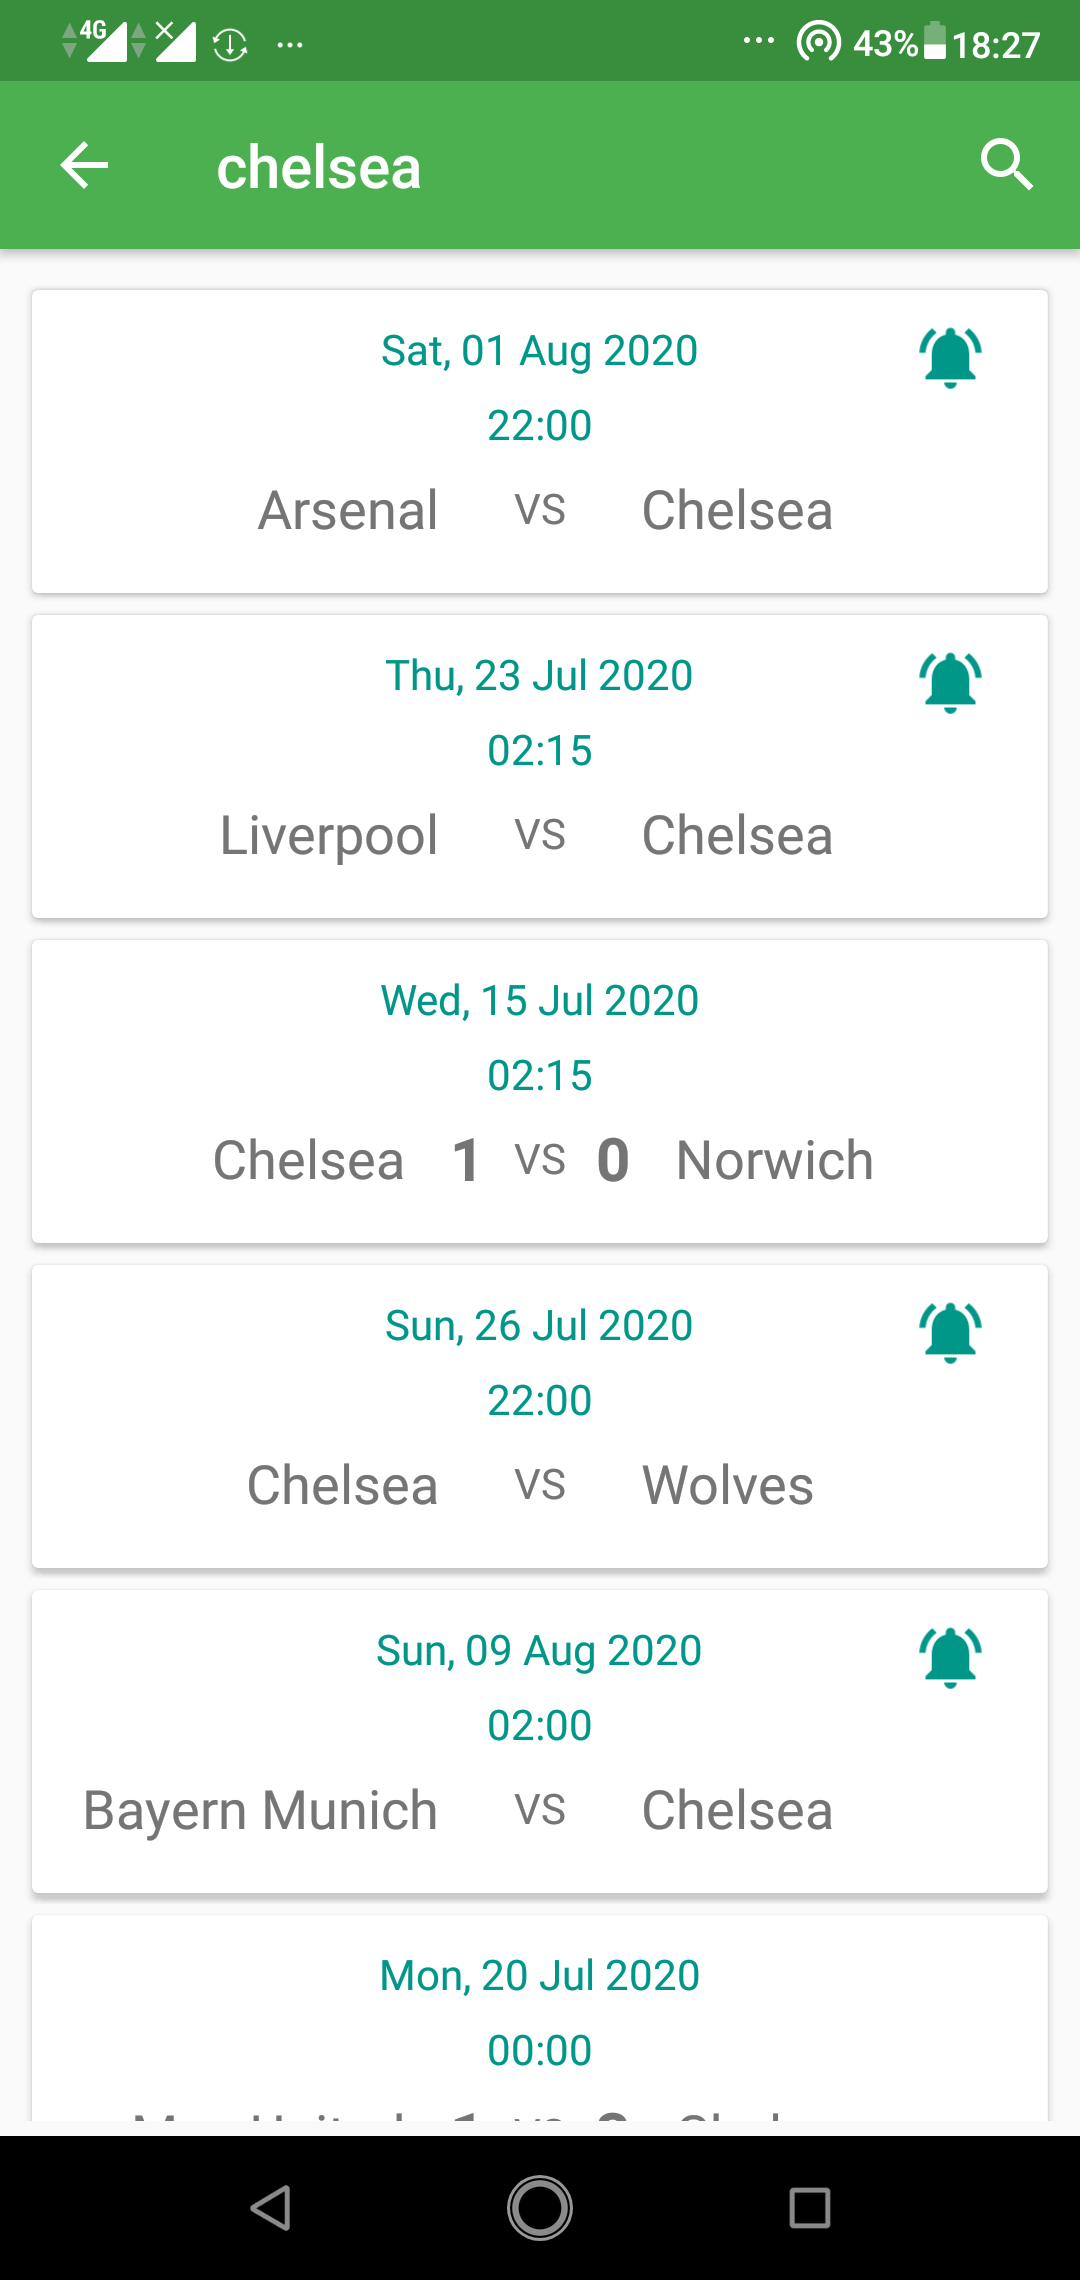 4G 43% 18:27
chelsea
Sat, 01 Aug 2020
22:00
Arsenal VS Chelsea
Thu, 23 Jul 2020
02:15
Liverpool VS Chelsea
Wed, 15 Jul 2020
02:15
Chelsea 1 VS 0 Norwich
Sun, 26 Jul 2020
22:00
Chelsea VS Wolves
Sun, 09 Aug 2020
02:00
Bayern Munich VS Chelsea
Mon, 20 Jul 2020
00:00